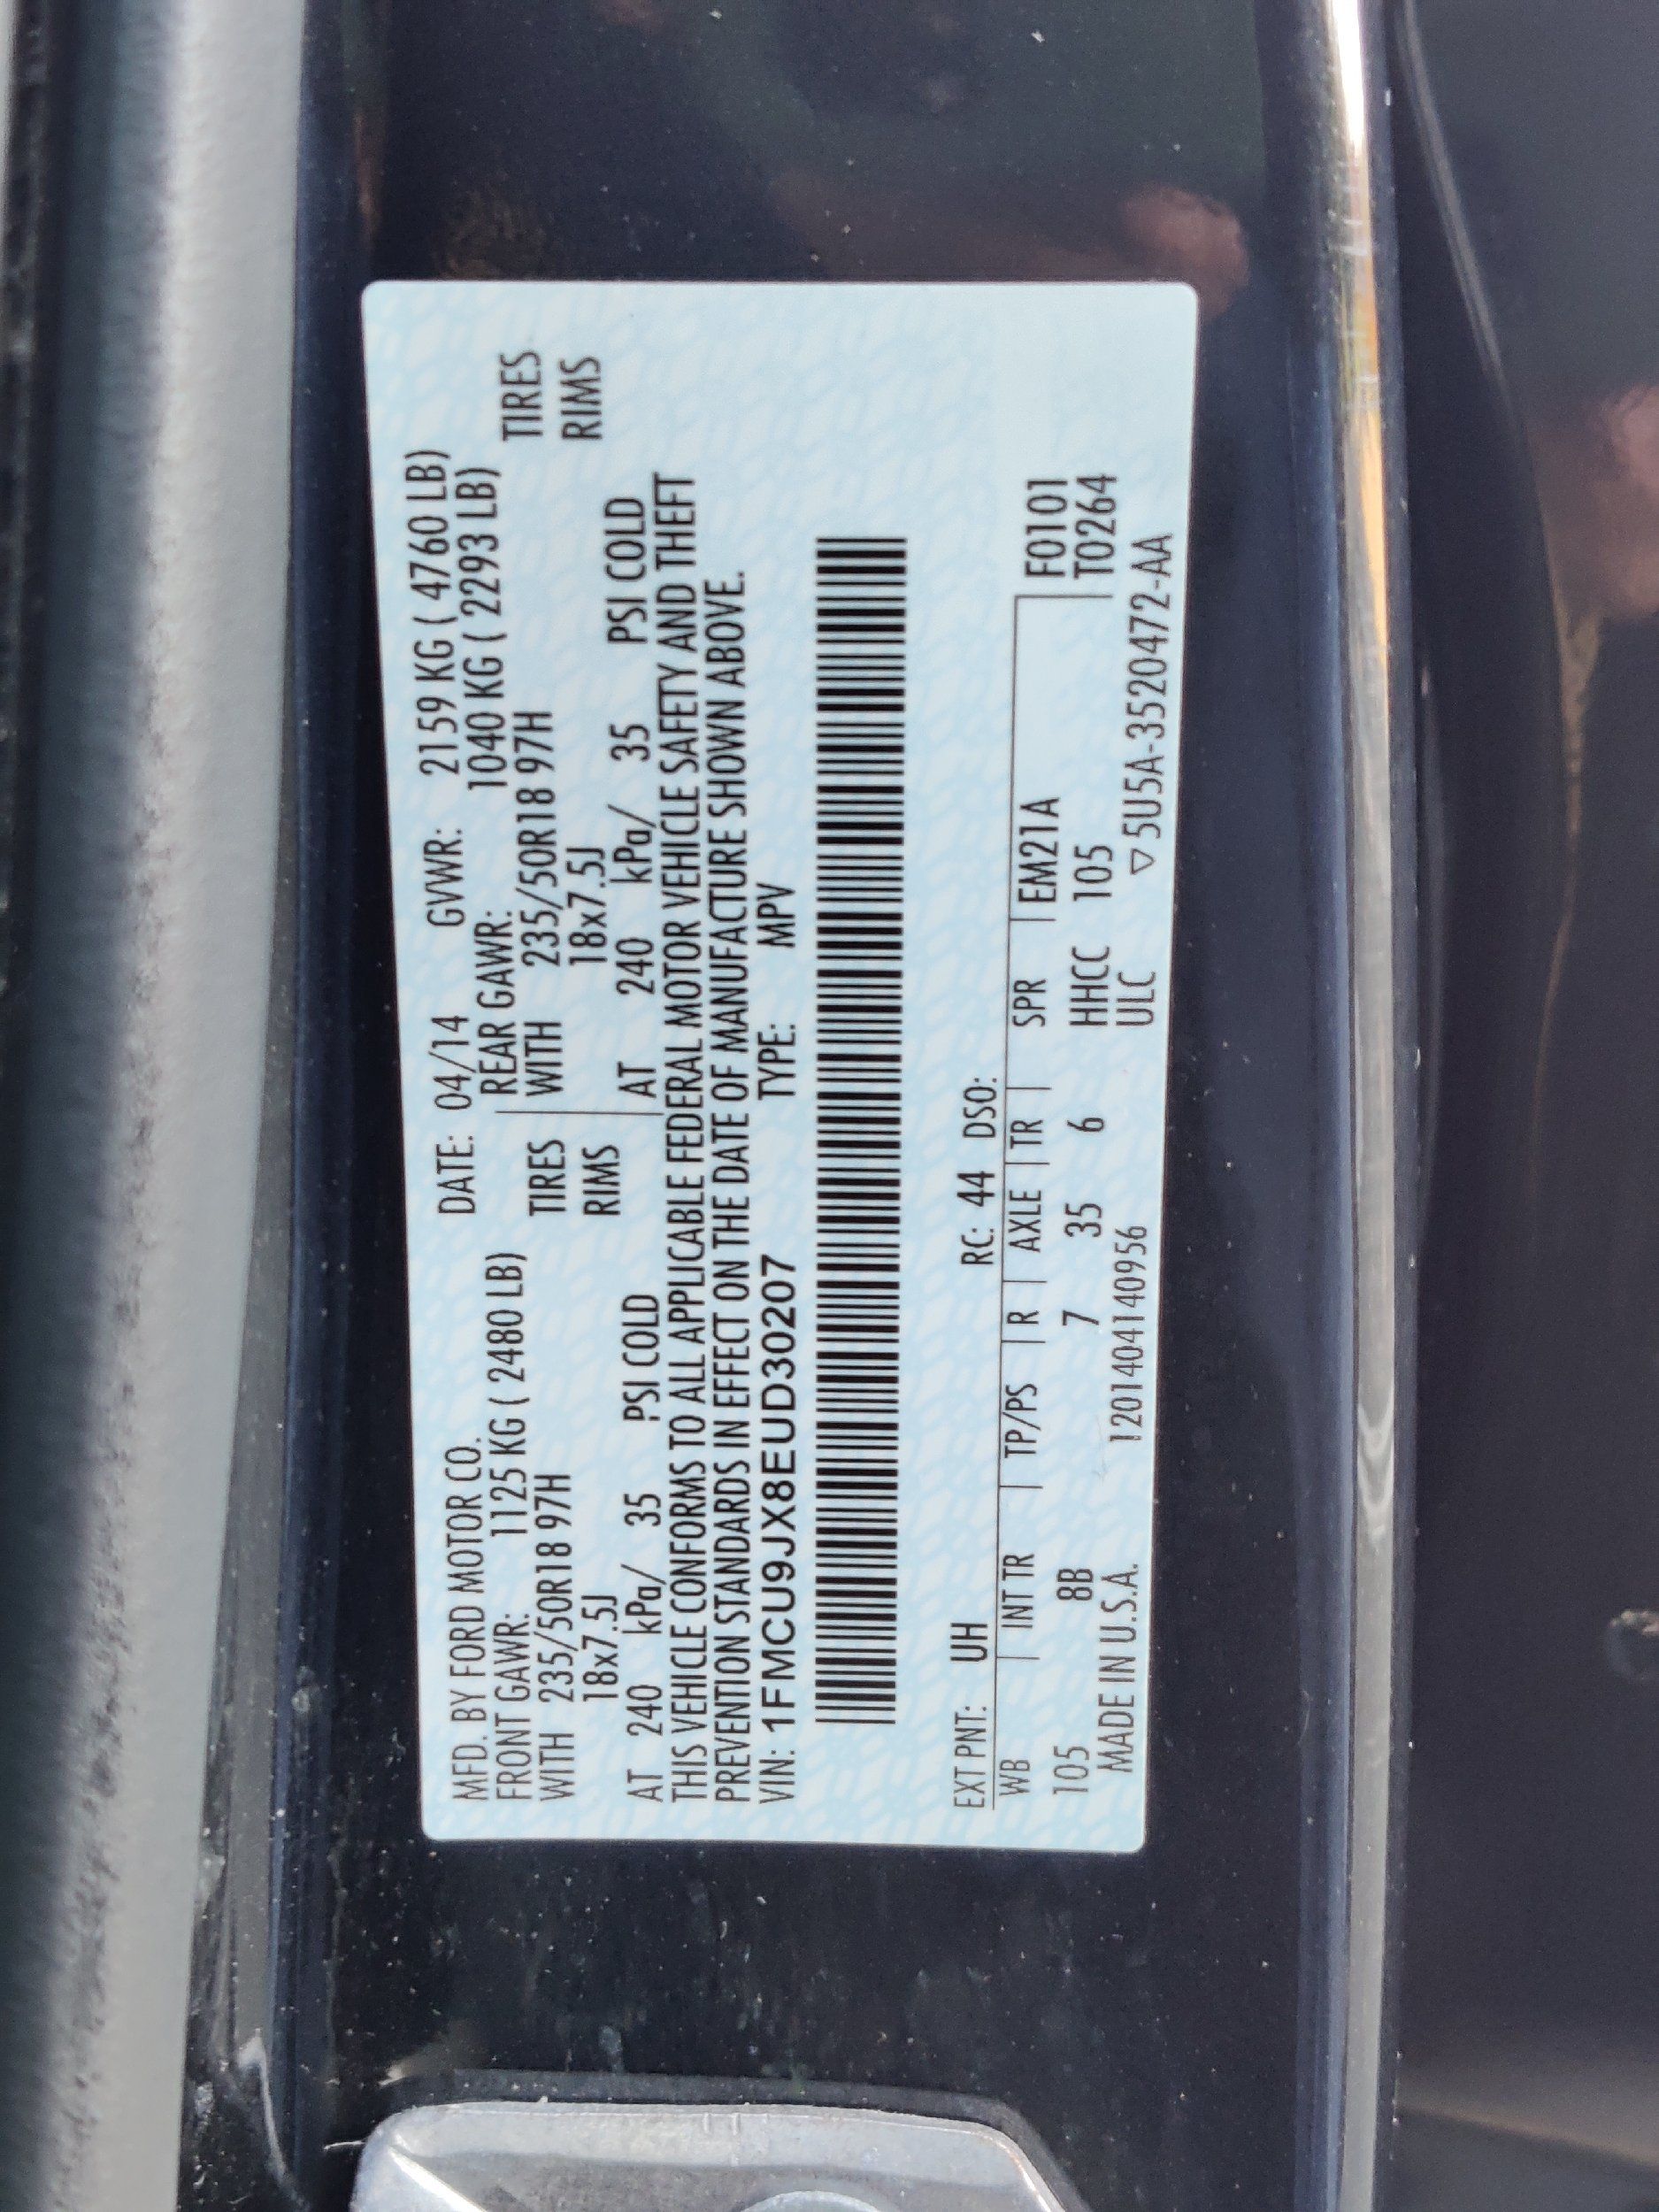 MFD. BY FORD MOTOR CO. DATE: 04/14 GVWR: 2159 KG ( 4760 LB)
FRONT GAWR: 1125 KG ( 2480 LB) REAR GAWR: 1040 KG ( 2293 LB)
WITH 235/50R18 97H TIRES WITH 235/50R18 97H TIRES
18x7.5J RIMS 18x7.5J RIMS
AT 240 kPa/ 35 PSI COLD AT 240 kPa/ 35 PSI COLD
THIS VEHICLE CONFORMS TO ALL APPLICABLE FEDERAL MOTOR VEHICLE SAFETY AND THEFT
PREVENTION STANDARDS IN EFFECT ON THE DATE OF MANUFACTURE SHOWN ABOVE.
VIN: 1FMCU9JX8EUD30207 TYPE: MPV
EXT PNT: UH RC: 44 DSO:
WB INT TR TP/PS R AXLE TR SPR EM21A F0101
105 8B 7 35 6 HHCC 105 T0264
MADE IN U.S.A. 120140414 0956 ULC ▽ 5U5A-3520472-AA